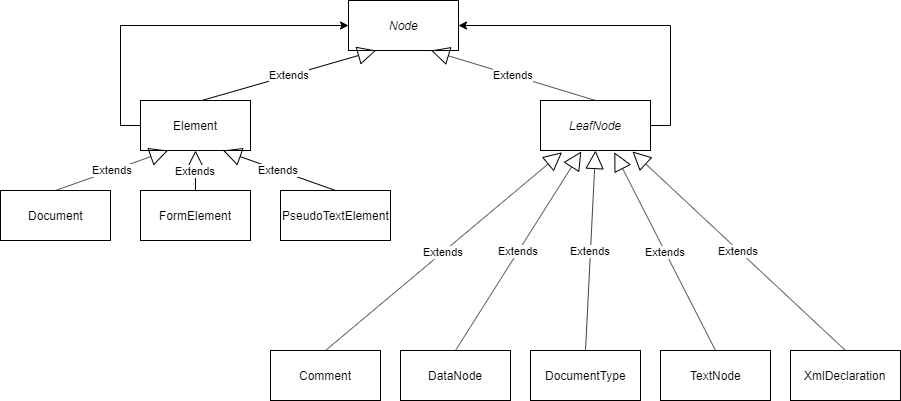 Node
Extends
Extends
Element
LeafNode
Extends
Extends
Extends
Document
FormElement
PseudoTextElement
Extends
Extends
Extends
Extends
Extends
Comment
DataNode
DocumentType
TextNode
XmlDeclaration